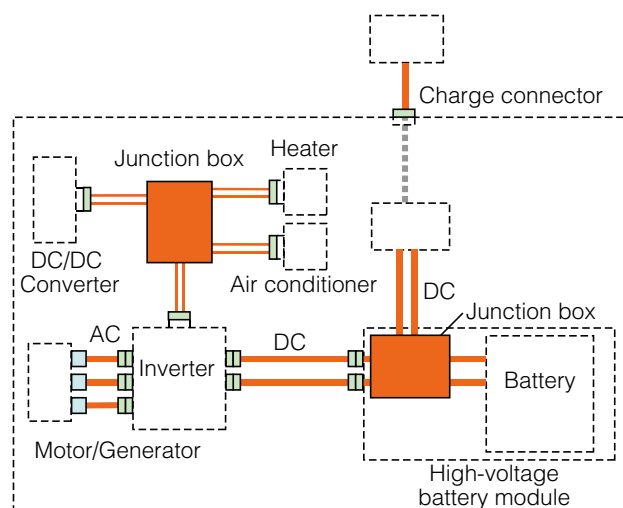 Charge connector
Junction box
Heater
DC/DC
Converter
Air conditioner
DC
Junction box
AC
DC
Inverter
Battery
Motor/Generator
High-voltage
battery module